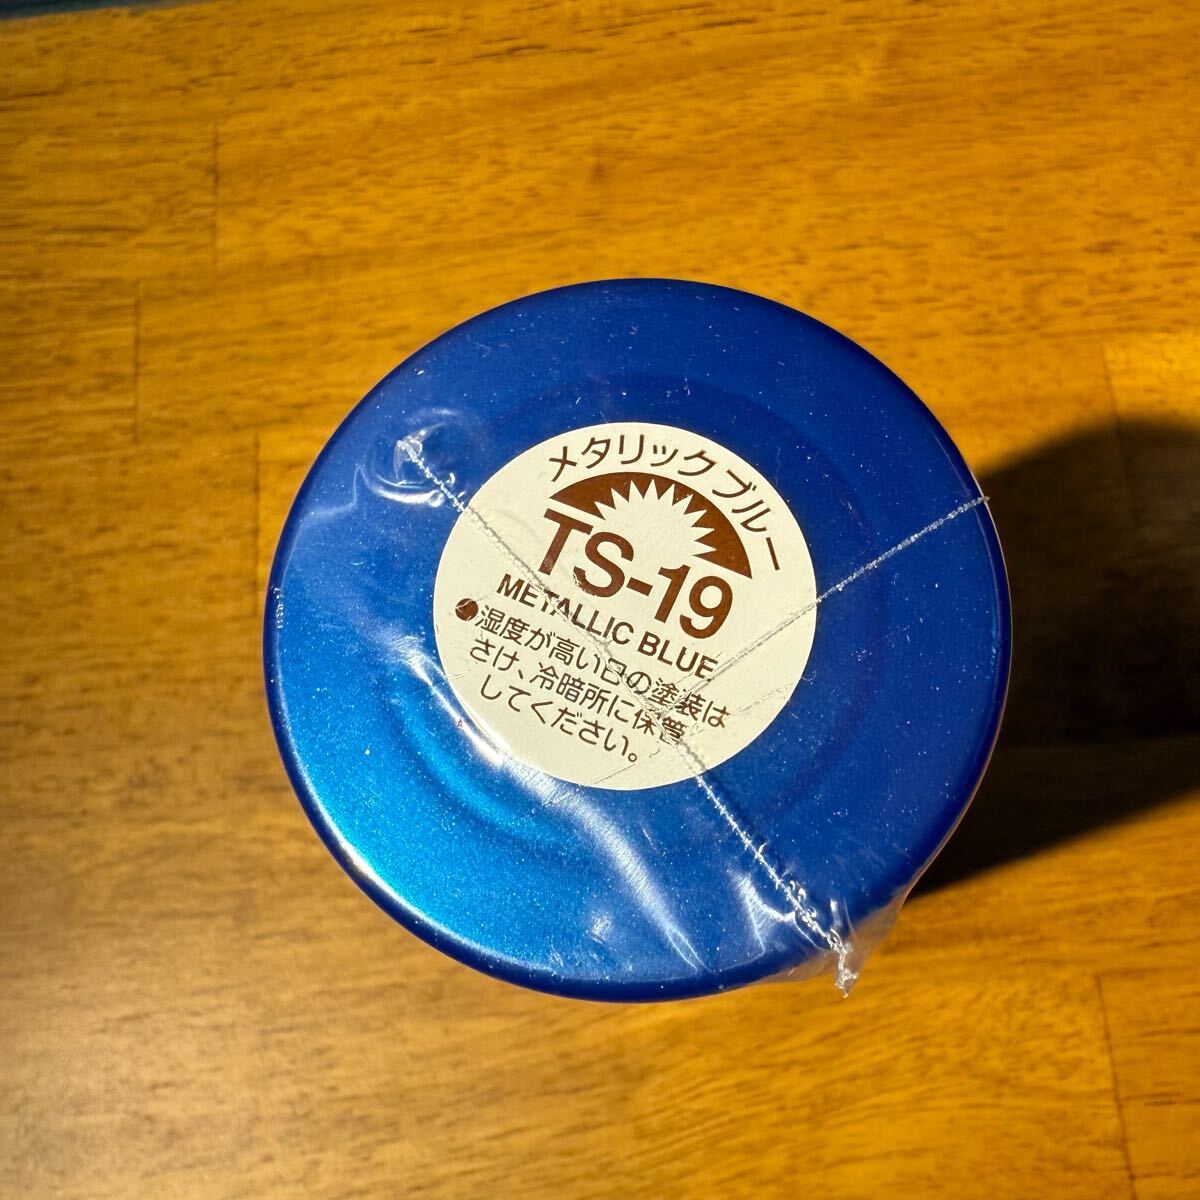 メタリックブルー
TS-19
METALLIC BLUE
●湿度が高い日の塗装は
さけ、冷暗所に保管
してください。